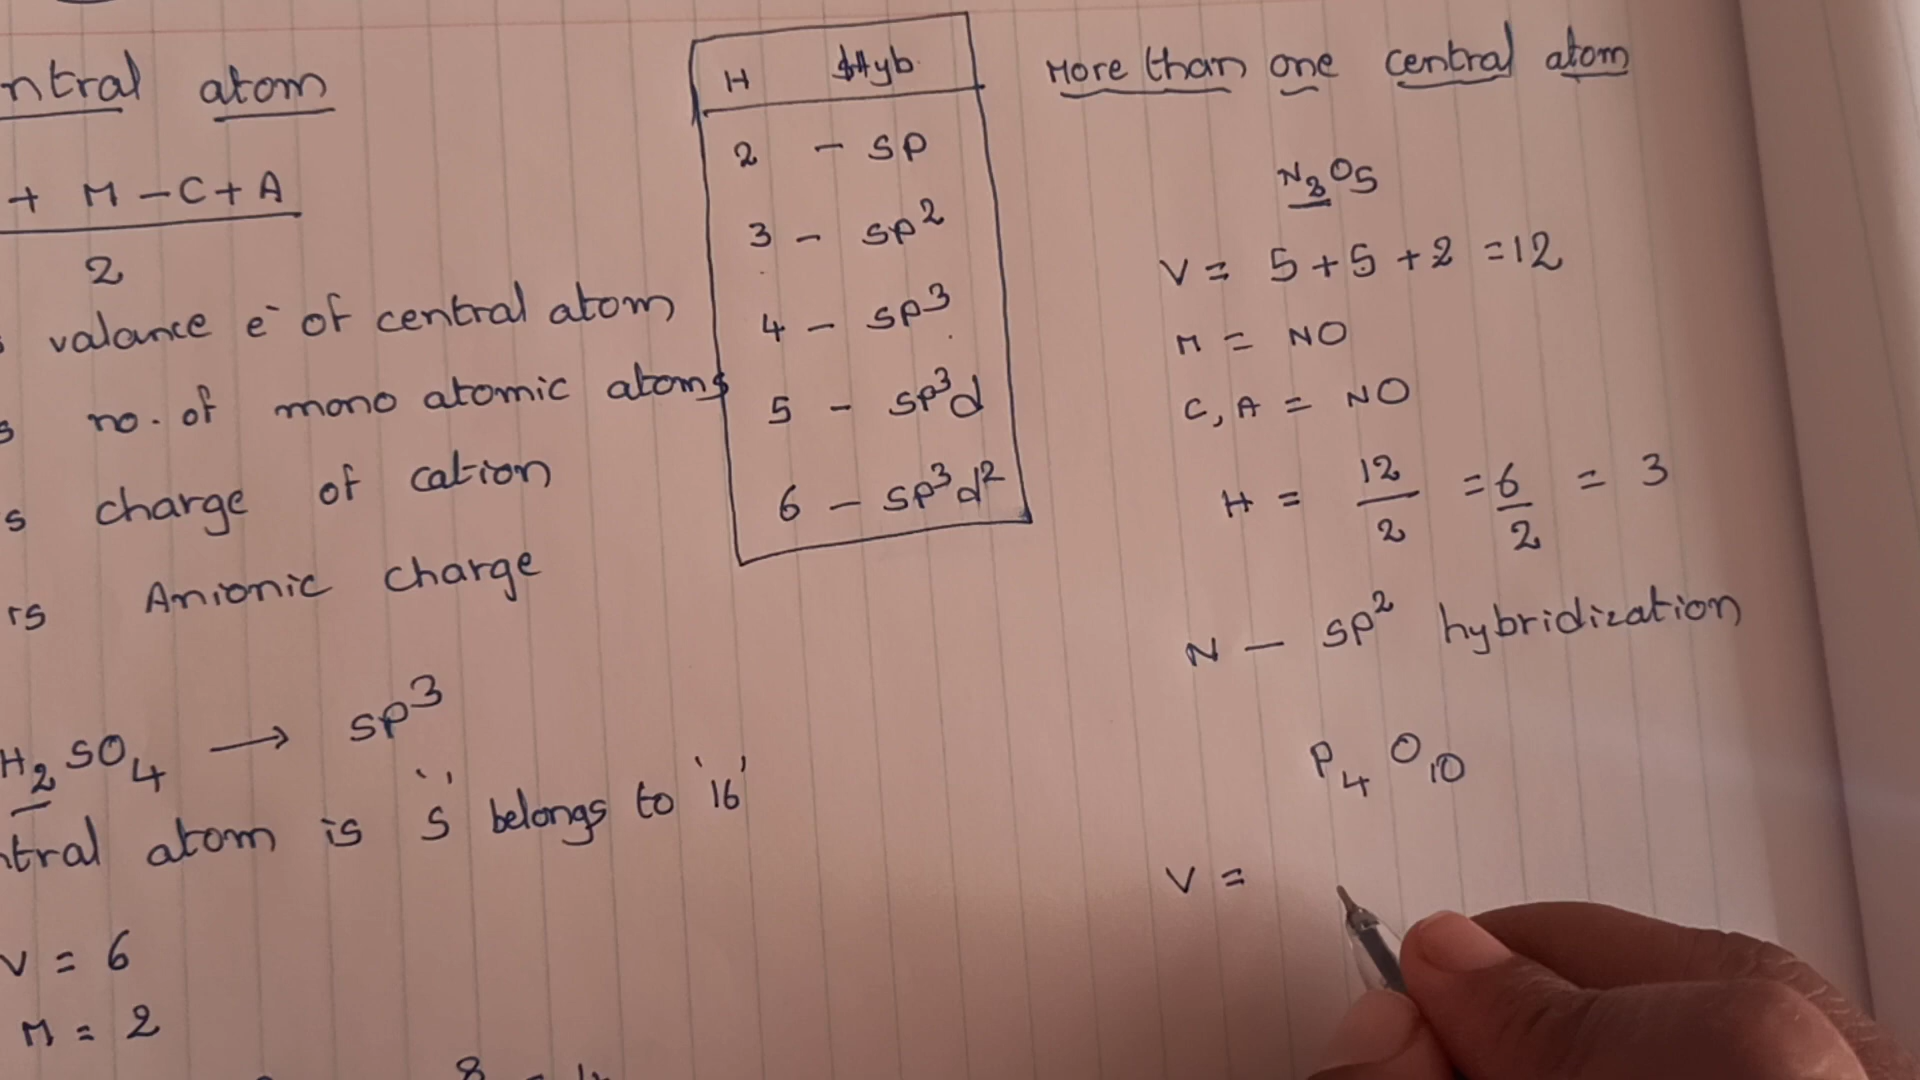 ntral atom
+ M - C + A
2
valance e⁻ of central atom
no. of mono atomic atoms
s charge of cation
rs Anionic charge
H₂SO₄ → sp³
ntral atom is 's' belongs to '16'
V = 6
M = 2
8
H Hyb
2 - sp
3 - sp²
4 - sp³
5 - sp³d
6 - sp³d²
More than one central atom
N₂O5
V = 5 + 5 + 2 = 12
M = NO
C, A = NO
H = 12/2 = 6/2 = 3
N - sp² hybridization
P₄O₁₀
V =